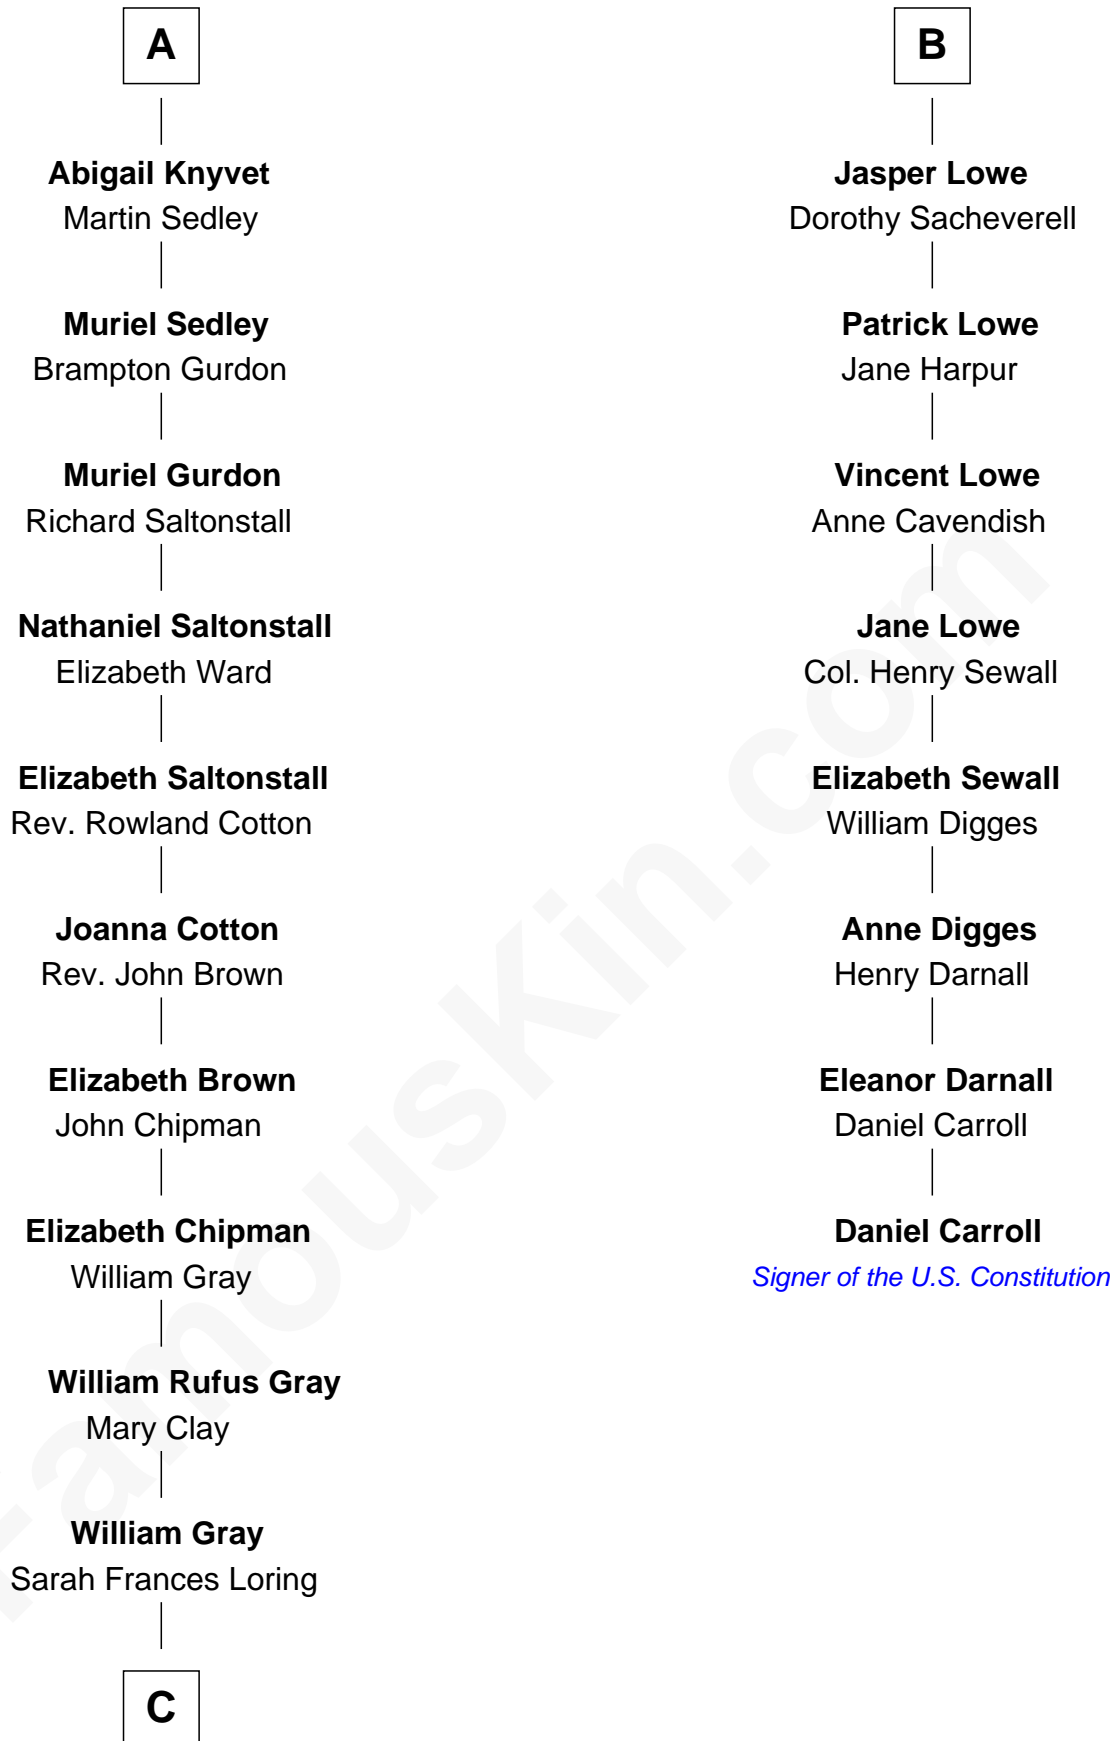 A
Abigail Knyvet
Martin Sedley
Muriel Sedley
Brampton Gurdon
Muriel Gurdon
Richard Saltonstall
Nathaniel Saltonstall
Elizabeth Ward
Elizabeth Saltonstall
Rev. Rowland Cotton
Joanna Cotton
Rev. John Brown
Elizabeth Brown
John Chipman
Elizabeth Chipman
William Gray
William Rufus Gray
Mary Clay
William Gray
Sarah Frances Loring
C
B
Jasper Lowe
Dorothy Sacheverell
Patrick Lowe
Jane Harpur
Vincent Lowe
Anne Cavendish
Jane Lowe
Col. Henry Sewall
Elizabeth Sewall
William Digges
Anne Digges
Henry Darnall
Eleanor Darnall
Daniel Carroll
Daniel Carroll
Signer of the U.S. Constitution
FamousKin.com